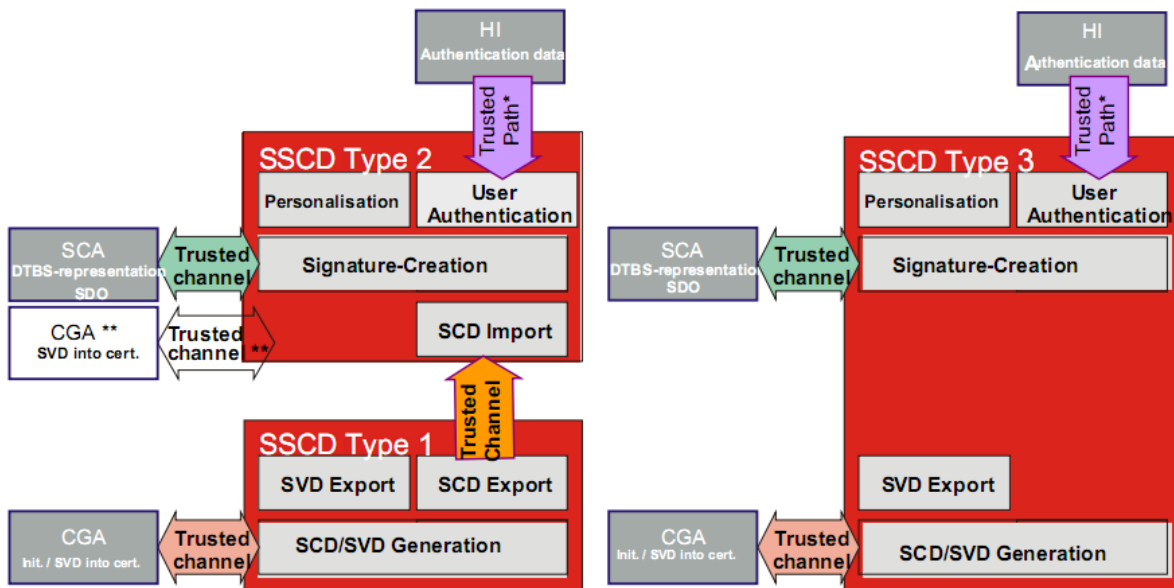 HI
Authentication data
Trusted
Path*
SSCD Type 2
Personalisation
User
Authentication
SCA
DTBS-representation
SDO
Trusted
channel
Signature-Creation
CGA **
SVD into cert.
Trusted
channel **
SCD Import
Trusted
Channel
SSCD Type 1
SVD Export
SCD Export
CGA
Init. / SVD into cert.
Trusted
channel
SCD/SVD Generation
HI
Authentication data
Trusted
Path*
SSCD Type 3
Personalisation
User
Authentication
SCA
DTBS-representation
SDO
Trusted
channel
Signature-Creation
SVD Export
CGA
Init. / SVD into cert.
Trusted
channel
SCD/SVD Generation